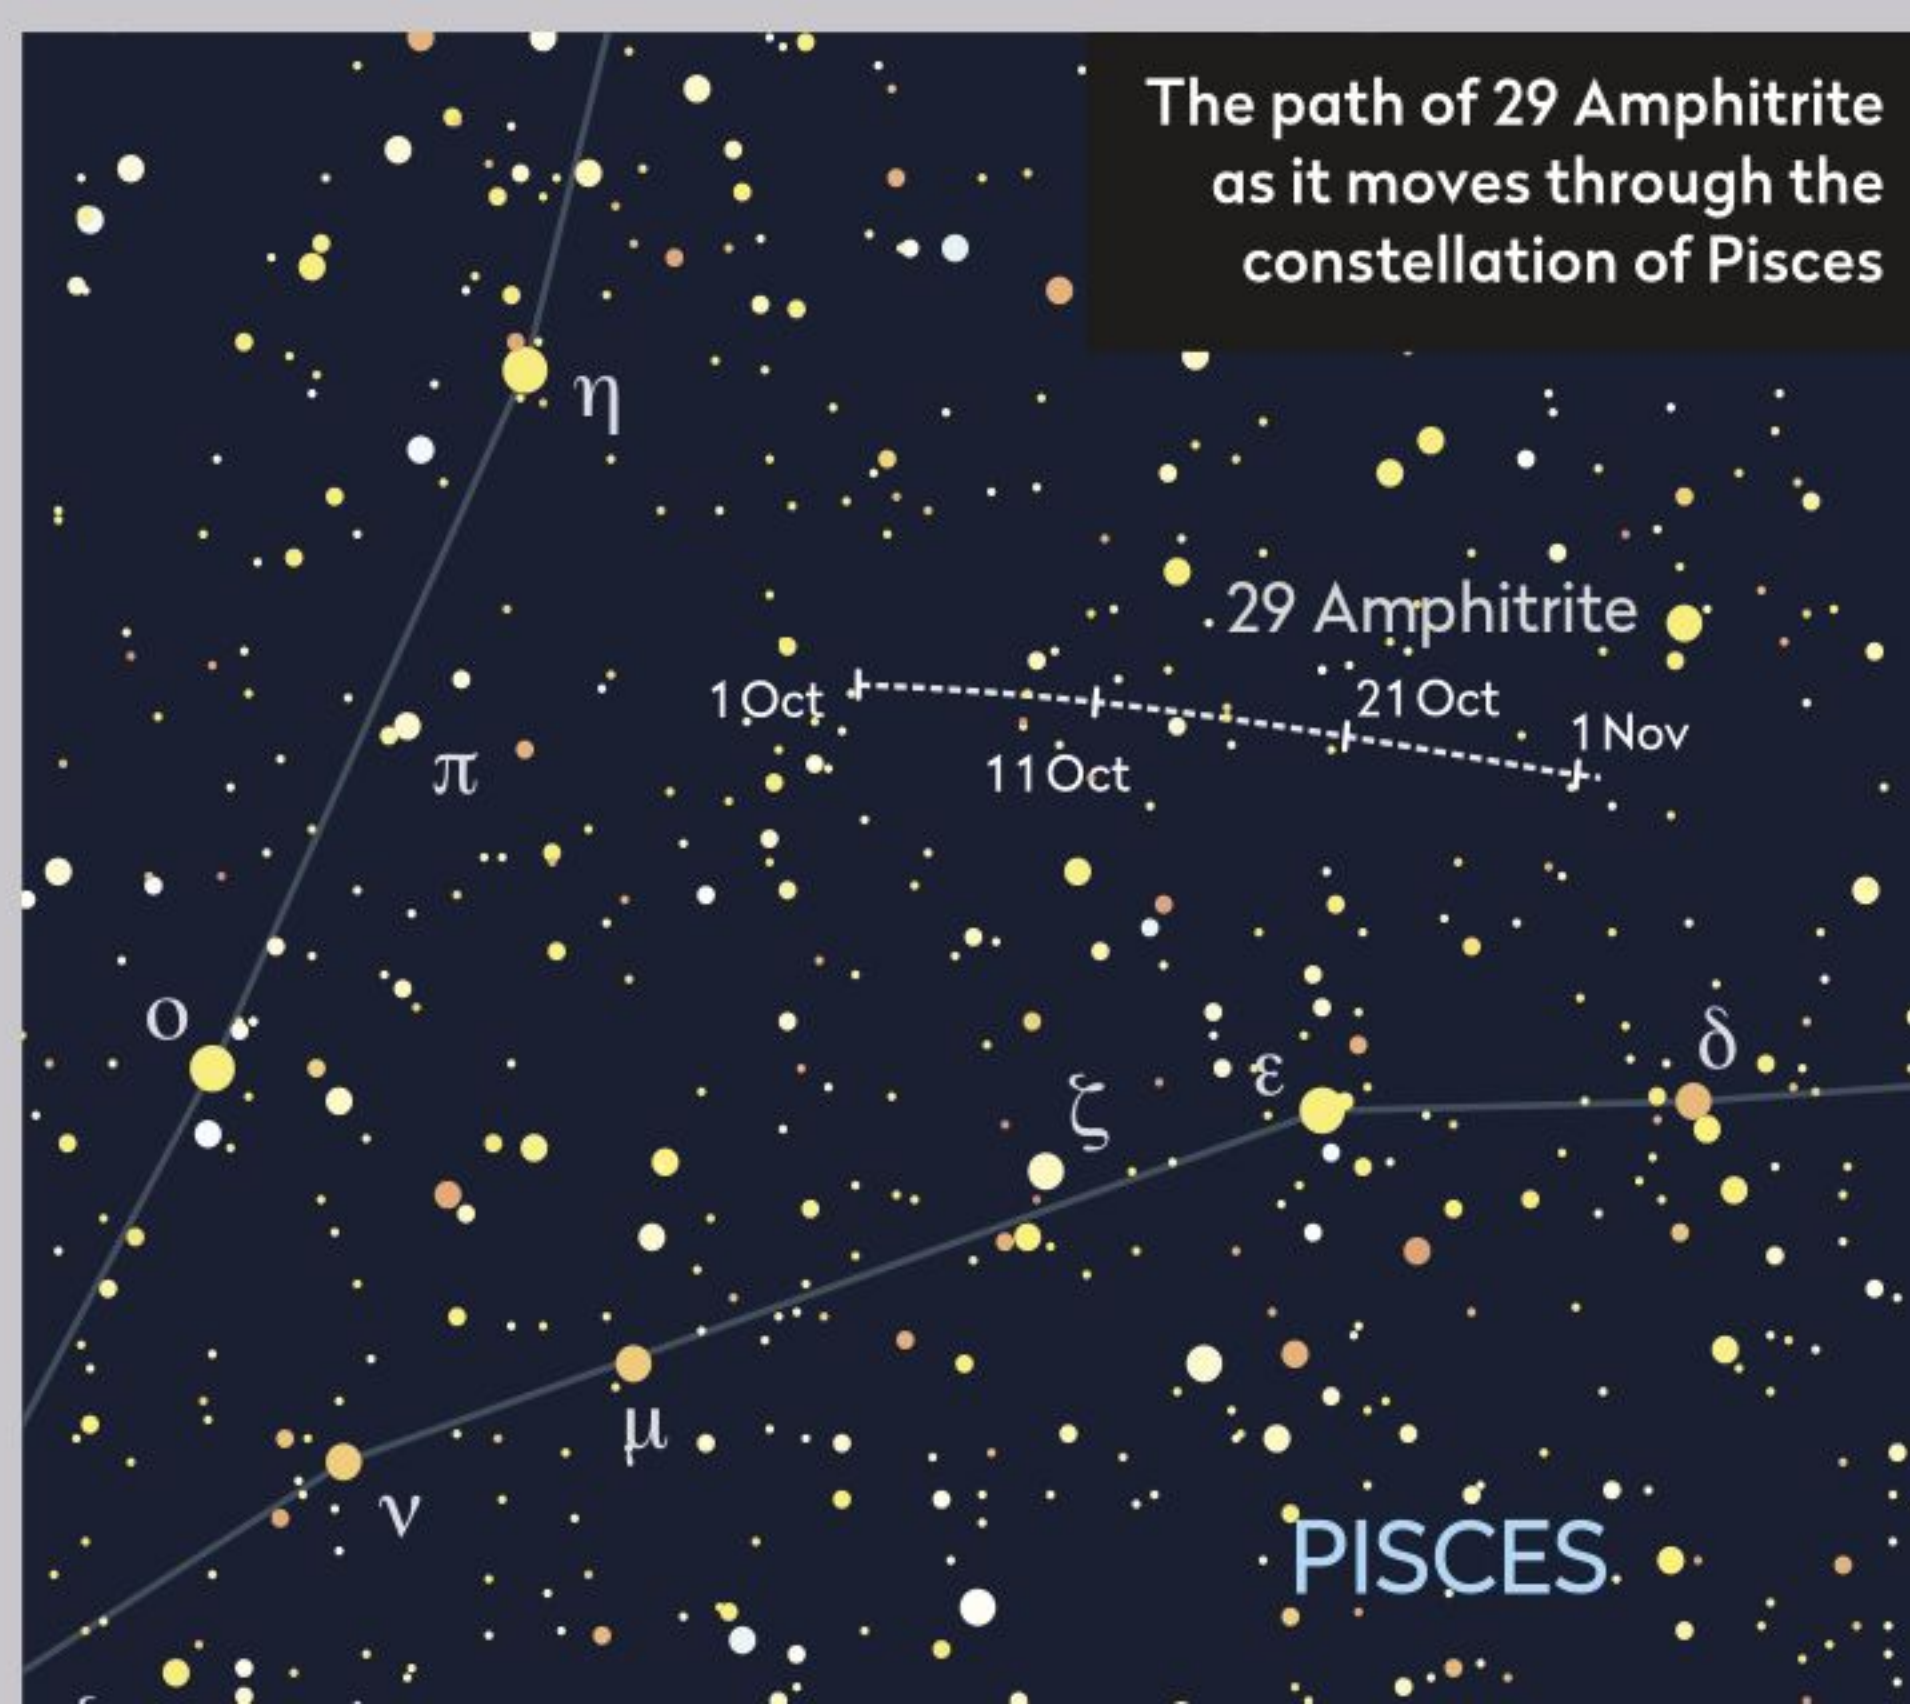 The path of 29 Amphitrite
as it moves through the
constellation of Pisces
η
29 Amphitrite
1 Oct
21 Oct
1 Nov
11 Oct
π
ο
δ
ε
ζ
μ
ν
PISCES